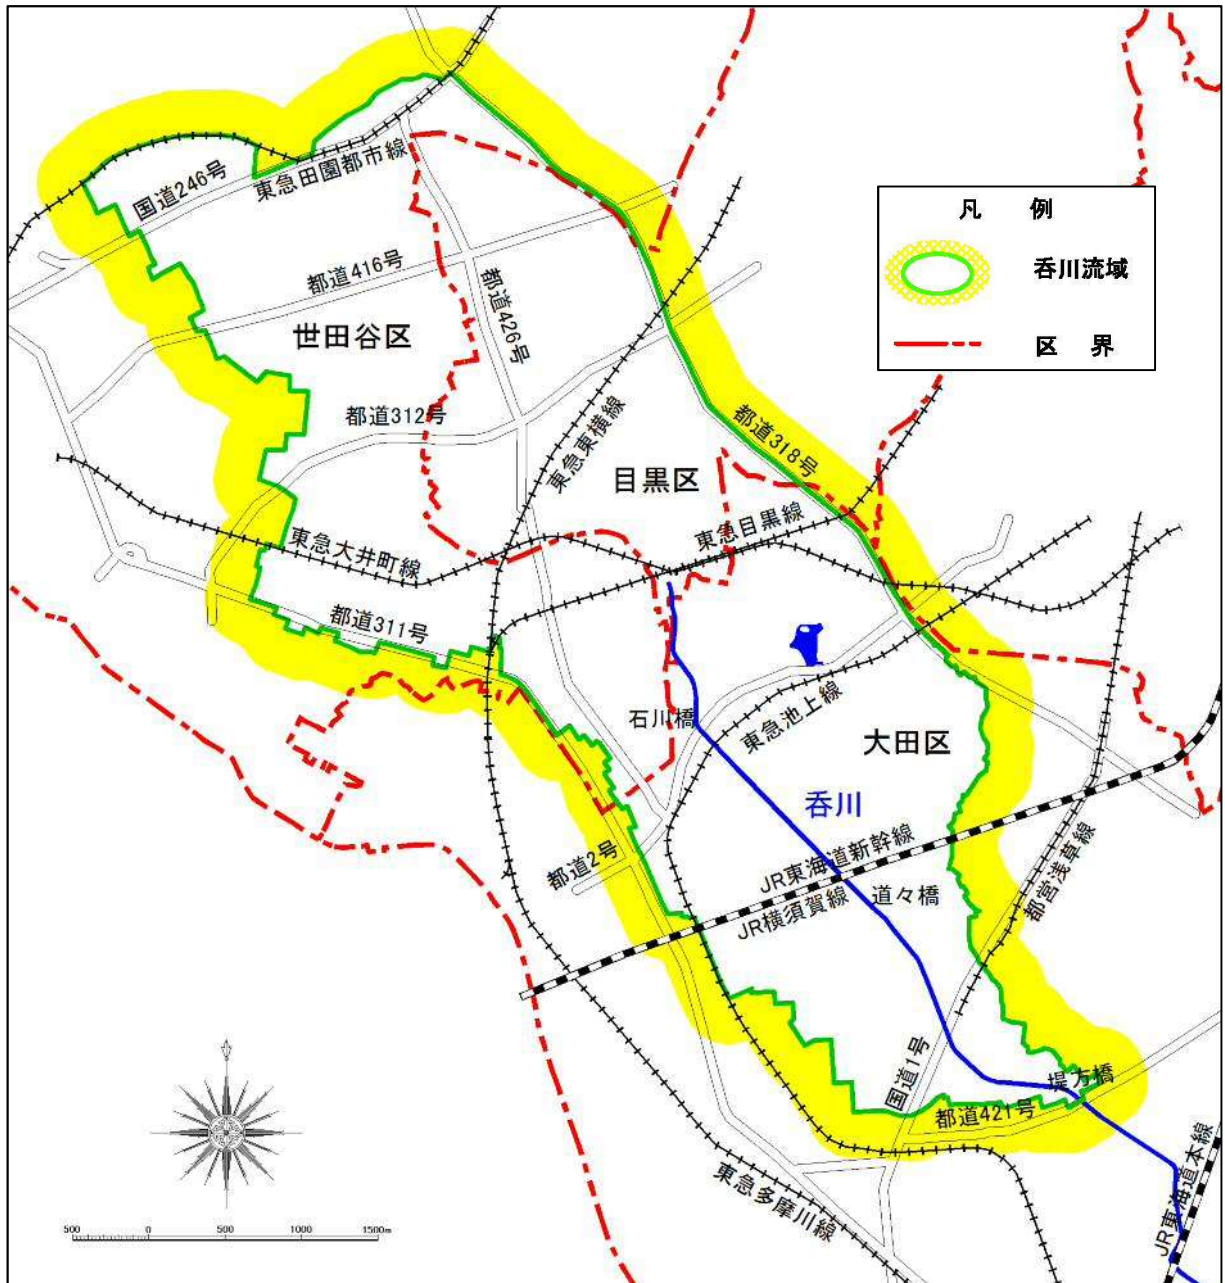 国道246号
東急田園都市線
凡 例
呑川流域
区 界
都道416号
都道426号
世田谷区
都道312号
東急東横線
都道318号
目黒区
東急目黒線
東急大井町線
都道311号
石川橋
東急池上線
大田区
呑川
都道2号
JR東海道新幹線
JR横須賀線
道々橋
都営浅草線
国道1号
堤方橋
都道421号
東急多摩川線
JR東海道本線
500 0 500 1000 1500m